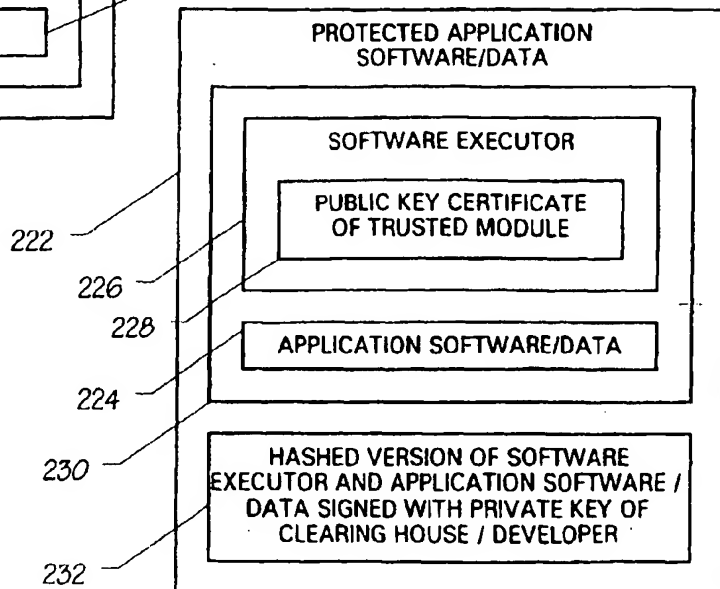 PROTECTED APPLICATION
SOFTWARE/DATA
SOFTWARE EXECUTOR
PUBLIC KEY CERTIFICATE
OF TRUSTED MODULE
222
226
228
APPLICATION SOFTWARE/DATA
224
230
HASHED VERSION OF SOFTWARE
EXECUTOR AND APPLICATION SOFTWARE /
DATA SIGNED WITH PRIVATE KEY OF
CLEARING HOUSE / DEVELOPER
232